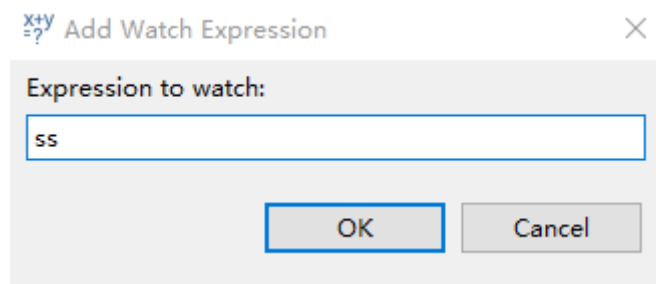 x+y
=?
Add Watch Expression
Expression to watch:
ss
OK
Cancel